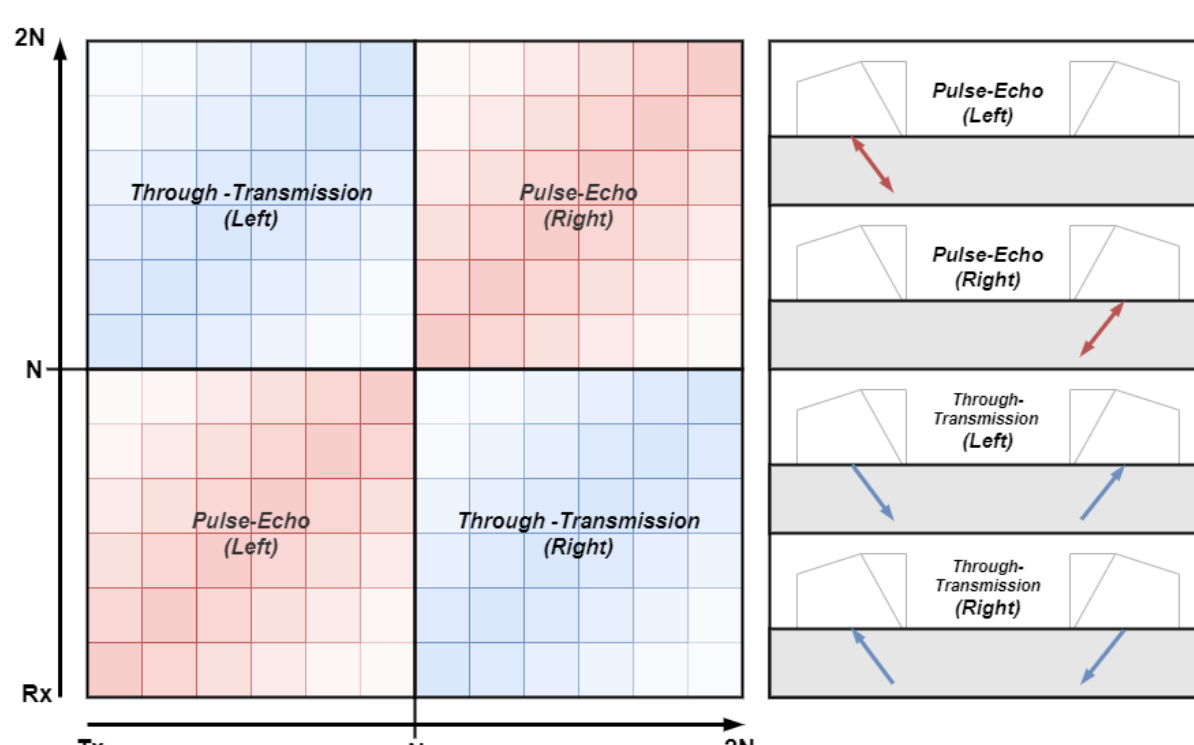 2N
Through -Transmission
(Left)
Pulse-Echo
(Right)
N
Pulse-Echo
(Left)
Through -Transmission
(Right)
Rx
Tx
N
2N
Pulse-Echo
(Left)
Pulse-Echo
(Right)
Through-
Transmission
(Left)
Through-
Transmission
(Right)